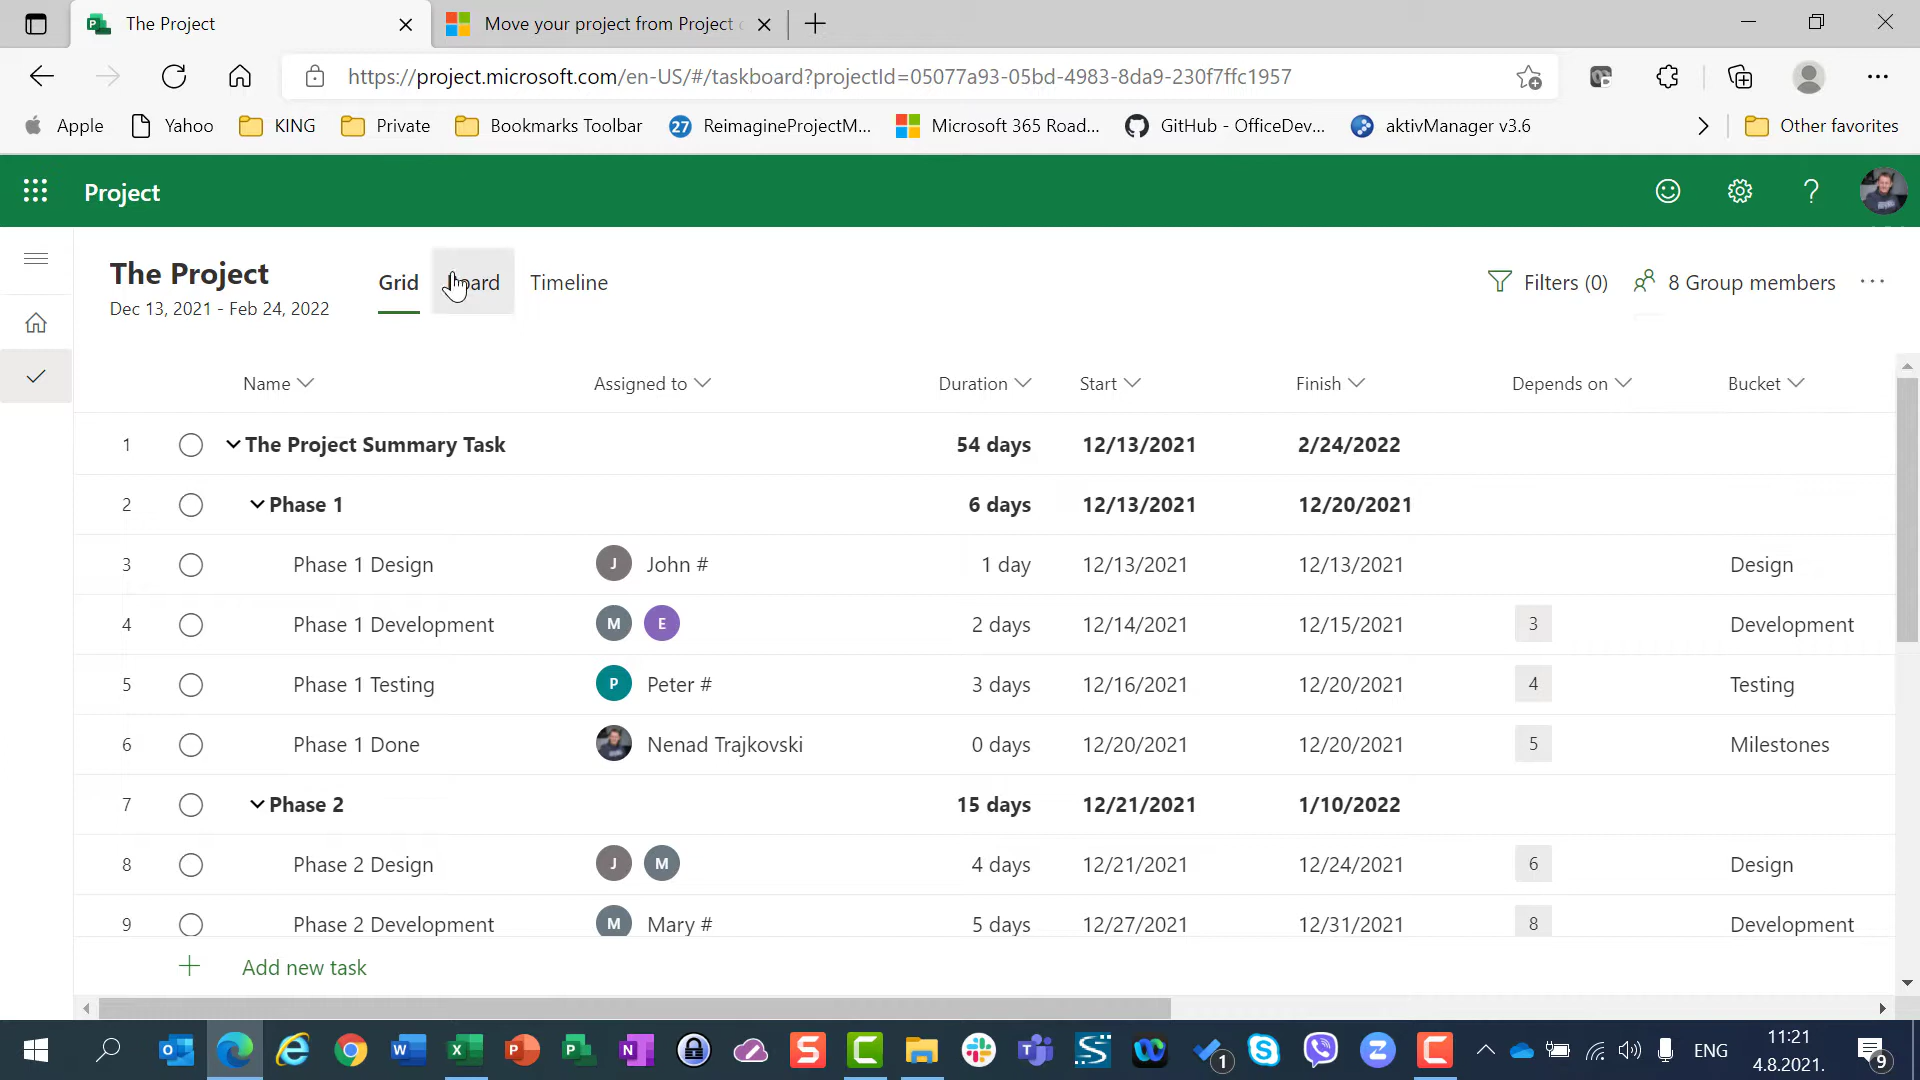 The Project
Move your project from Project
https://project.microsoft.com/en-US/#/taskboard?projectId=05077a93-05bd-4983-8da9-230f7ffc1957
Apple Yahoo KING Private Bookmarks Toolbar 27 ReimagineProjectM... Microsoft 365 Road... GitHub - OfficeDev... aktivManager v3.6 Other favorites
Project
The Project
Dec 13, 2021 - Feb 24, 2022
Grid Board Timeline
Filters (0) 8 Group members
Name Assigned to Duration Start Finish Depends on Bucket
1 The Project Summary Task 54 days 12/13/2021 2/24/2022
2 Phase 1 6 days 12/13/2021 12/20/2021
3 Phase 1 Design J John # 1 day 12/13/2021 12/13/2021 Design
4 Phase 1 Development M E 2 days 12/14/2021 12/15/2021 3 Development
5 Phase 1 Testing P Peter # 3 days 12/16/2021 12/20/2021 4 Testing
6 Phase 1 Done Nenad Trajkovski 0 days 12/20/2021 12/20/2021 5 Milestones
7 Phase 2 15 days 12/21/2021 1/10/2022
8 Phase 2 Design J M 4 days 12/21/2021 12/24/2021 6 Design
9 Phase 2 Development M Mary # 5 days 12/27/2021 12/31/2021 8 Development
Add new task
1 ENG 11:21
4.8.2021. 9